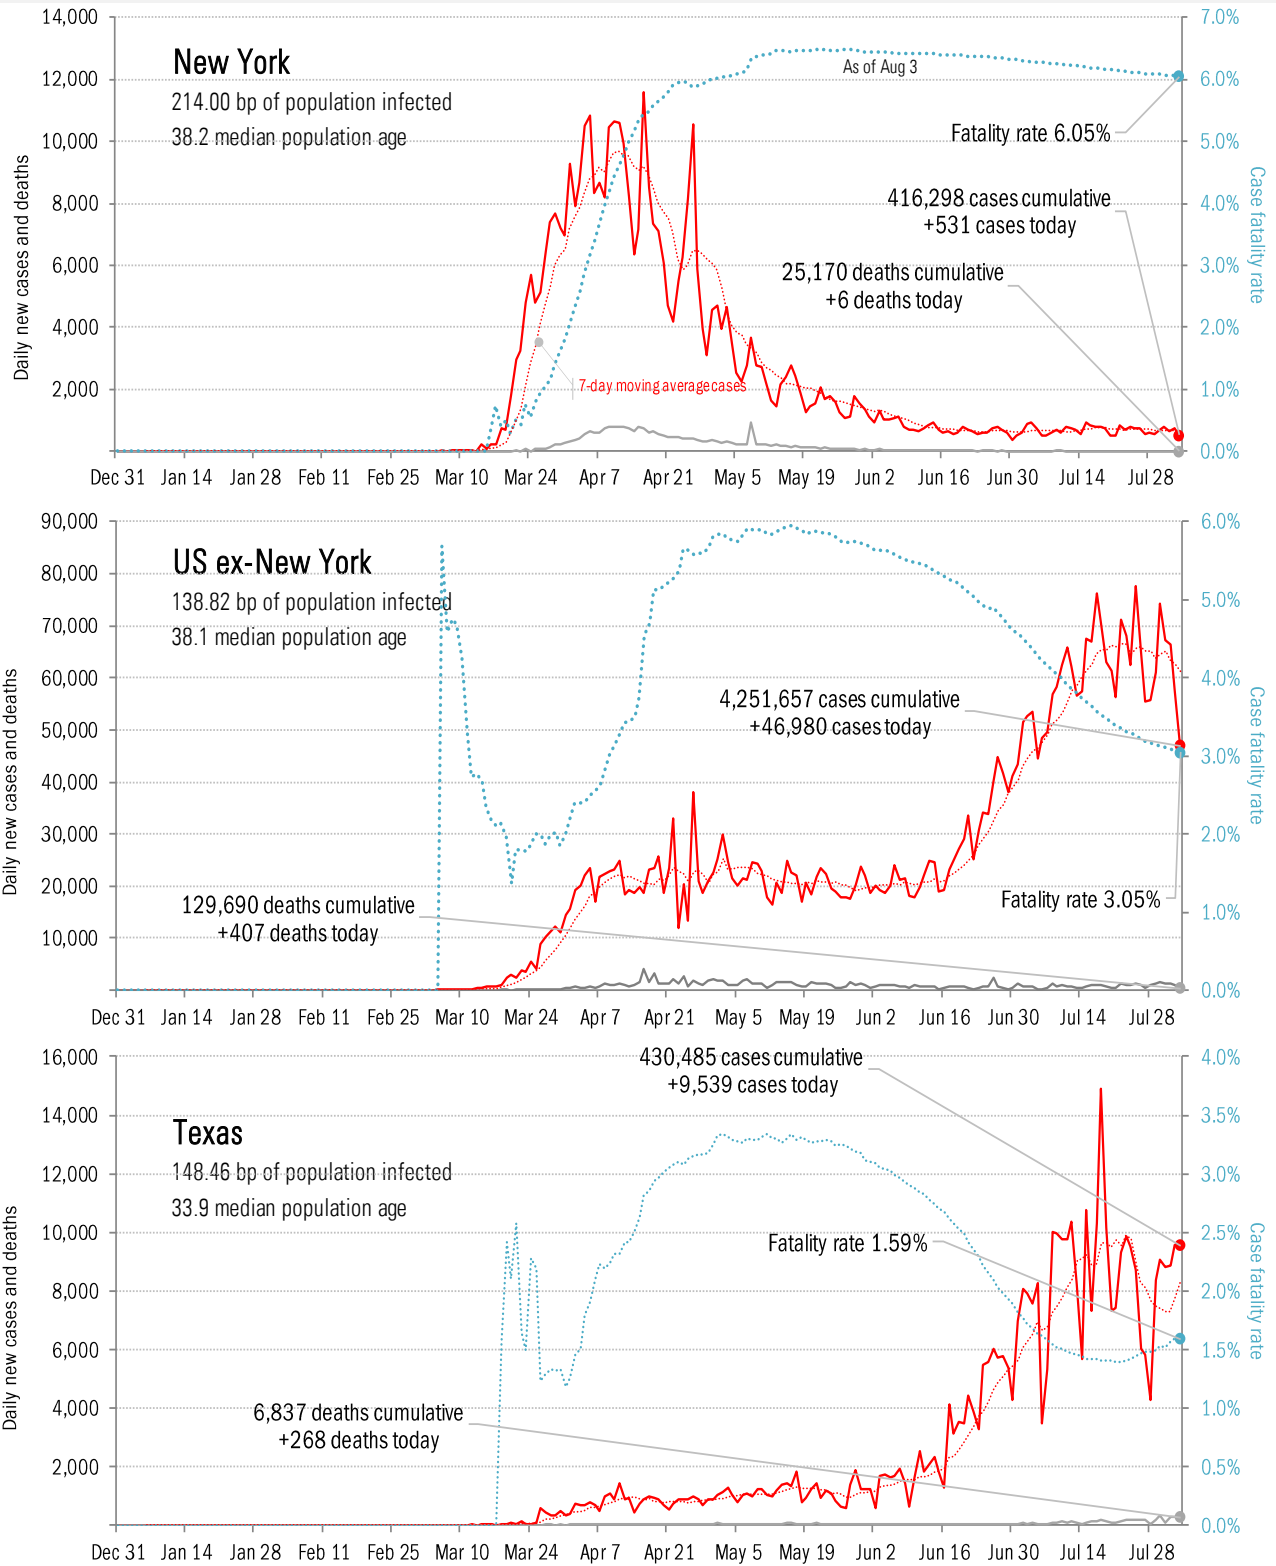 14,000
12,000
10,000
8,000
6,000
4,000
2,000
Daily new cases and deaths
New York
214.00 bp of population infected
38.2 median population age
As of Aug 3
Fatality rate 6.05%
416,298 cases cumulative
+531 cases today
25,170 deaths cumulative
+6 deaths today
7-day moving average cases
7.0%
6.0%
5.0%
4.0%
3.0%
2.0%
1.0%
0.0%
Case fatality rate
Dec 31 Jan 14 Jan 28 Feb 11 Feb 25 Mar 10 Mar 24 Apr 7 Apr 21 May 5 May 19 Jun 2 Jun 16 Jun 30 Jul 14 Jul 28
90,000
80,000
70,000
60,000
50,000
40,000
30,000
20,000
10,000
Daily new cases and deaths
US ex-New York
138.82 bp of population infected
38.1 median population age
4,251,657 cases cumulative
+46,980 cases today
129,690 deaths cumulative
+407 deaths today
Fatality rate 3.05%
6.0%
5.0%
4.0%
3.0%
2.0%
1.0%
0.0%
Case fatality rate
Dec 31 Jan 14 Jan 28 Feb 11 Feb 25 Mar 10 Mar 24 Apr 7 Apr 21 May 5 May 19 Jun 2 Jun 16 Jun 30 Jul 14 Jul 28
16,000
14,000
12,000
10,000
8,000
6,000
4,000
2,000
Daily new cases and deaths
430,485 cases cumulative
+9,539 cases today
Texas
148.46 bp of population infected
33.9 median population age
Fatality rate 1.59%
6,837 deaths cumulative
+268 deaths today
4.0%
3.5%
3.0%
2.5%
2.0%
1.5%
1.0%
0.5%
0.0%
Case fatality rate
Dec 31 Jan 14 Jan 28 Feb 11 Feb 25 Mar 10 Mar 24 Apr 7 Apr 21 May 5 May 19 Jun 2 Jun 16 Jun 30 Jul 14 Jul 28